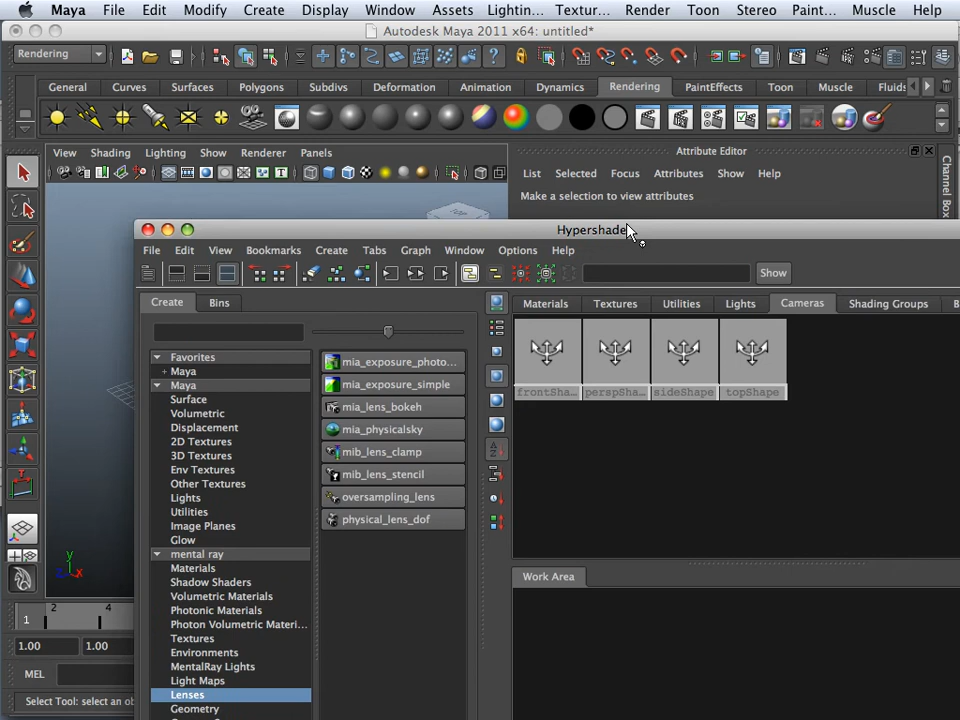 Maya File Edit Modify Create Display Window Assets Lightin... Textur... Render Toon Stereo Paint... Muscle Help
Autodesk Maya 2011 x64: untitled*
Rendering
General Curves Surfaces Polygons Subdivs Deformation Animation Dynamics Rendering PaintEffects Toon Muscle Fluids
View Shading Lighting Show Renderer Panels
Attribute Editor
List Selected Focus Attributes Show Help
Make a selection to view attributes
Channel Box
Hypershade
File Edit View Bookmarks Create Tabs Graph Window Options Help
Show
Create Bins
Materials Textures Utilities Lights Cameras Shading Groups B
Favorites
+ Maya
Maya
Surface
Volumetric
Displacement
2D Textures
3D Textures
Env Textures
Other Textures
Lights
Utilities
Image Planes
Glow
mental ray
Materials
Shadow Shaders
Volumetric Materials
Photonic Materials
Photon Volumetric Materi...
Textures
Environments
MentalRay Lights
Light Maps
Lenses
Geometry
mia_exposure_photo...
mia_exposure_simple
mia_lens_bokeh
mia_physicalsky
mib_lens_clamp
mib_lens_stencil
oversampling_lens
physical_lens_dof
frontSha... perspSha... sideShape topShape
Work Area
y
x
2 4
1
1.00 1.00
MEL
Select Tool: select an ob